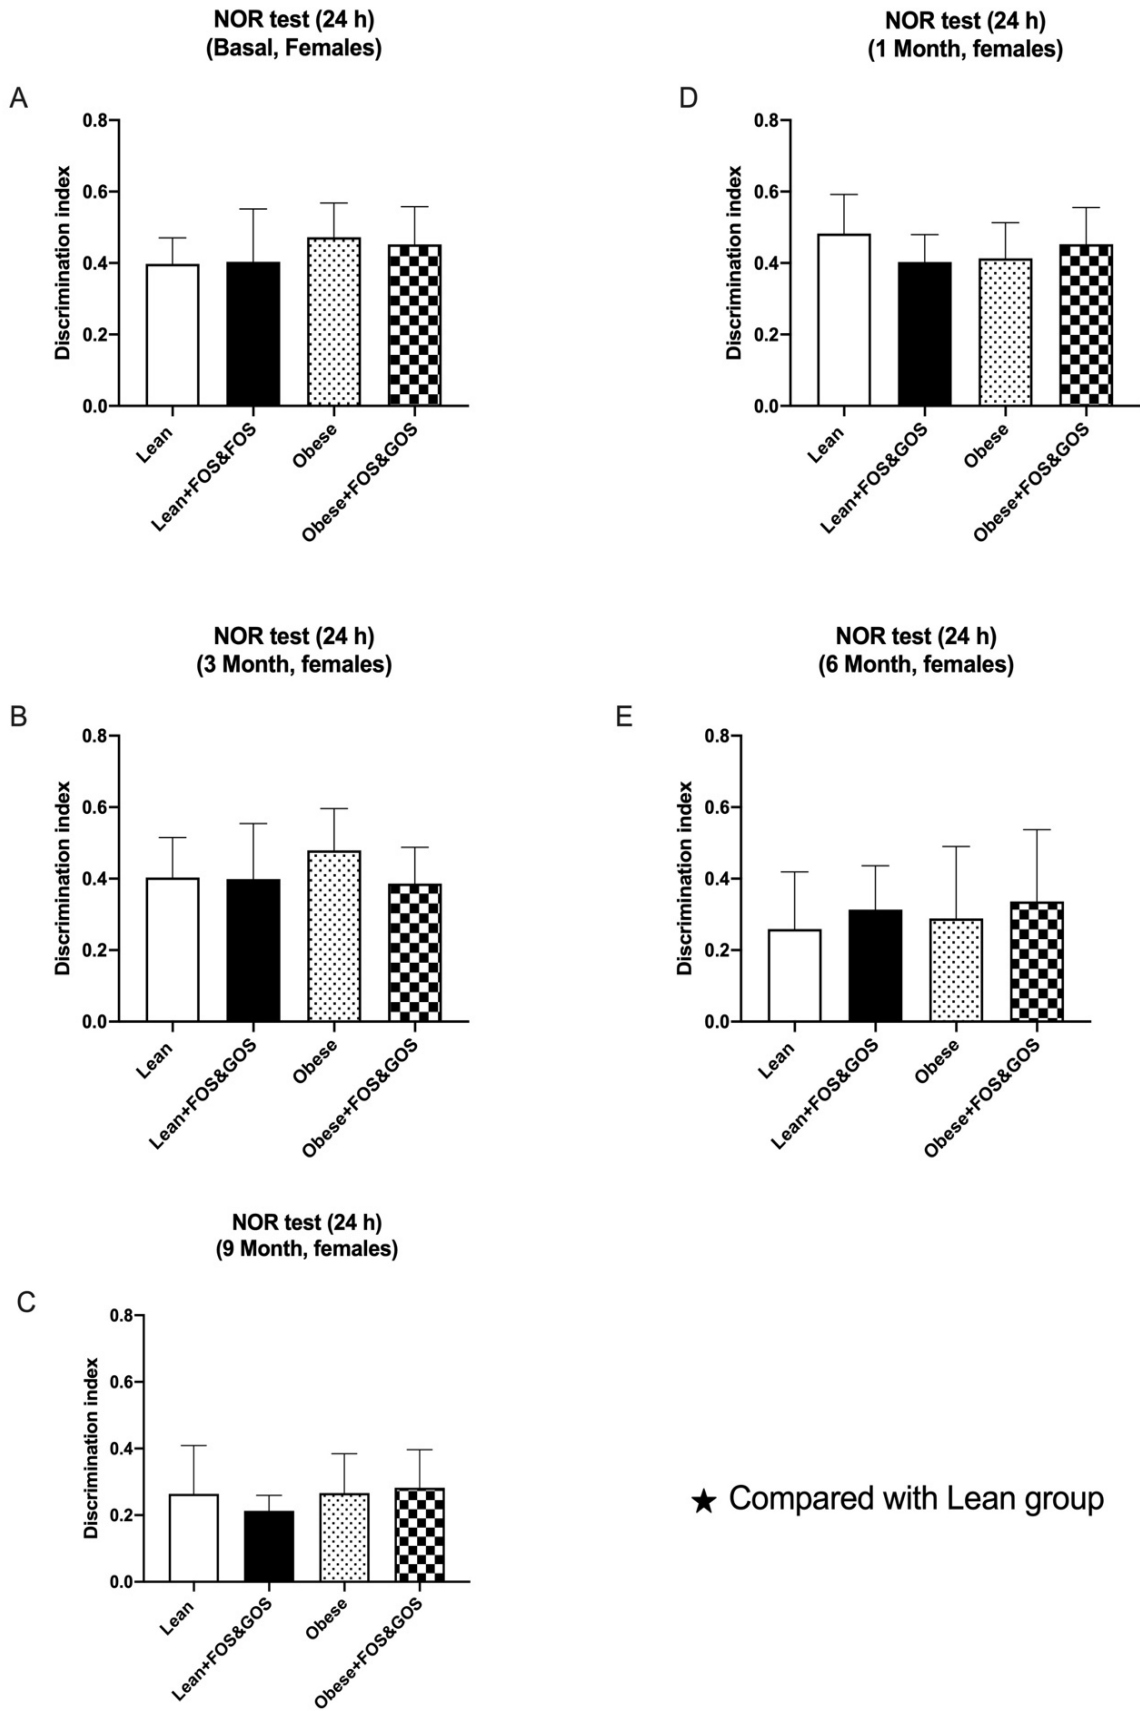 NOR test (24 h)
(Basal, Females)
A
Discrimination index
0.8
0.6
0.4
0.2
0.0
Lean
Lean+FOS&FOS
Obese
Obese+FOS&GOS
NOR test (24 h)
(1 Month, females)
D
Discrimination index
0.8
0.6
0.4
0.2
0.0
Lean
Lean+FOS&GOS
Obese
Obese+FOS&GOS
NOR test (24 h)
(3 Month, females)
B
Discrimination index
0.8
0.6
0.4
0.2
0.0
Lean
Lean+FOS&GOS
Obese
Obese+FOS&GOS
NOR test (24 h)
(6 Month, females)
E
Discrimination index
0.8
0.6
0.4
0.2
0.0
Lean
Lean+FOS&GOS
Obese
Obese+FOS&GOS
NOR test (24 h)
(9 Month, females)
C
Discrimination index
0.8
0.6
0.4
0.2
0.0
Lean
Lean+FOS&GOS
Obese
Obese+FOS&GOS
★ Compared with Lean group